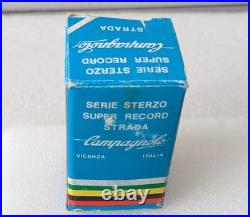 STRADA
SUPER RECORD
SERIE STERZO
Campagnolo
SERIE STERZO
SUPER RECORD
STRADA
Campagnolo
VICENZA ITALIA